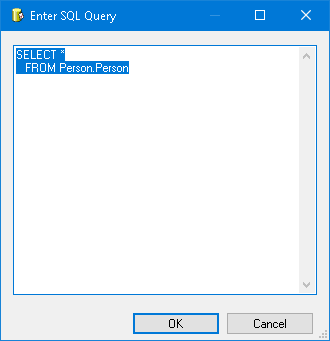 Enter SQL Query
SELECT *
FROM Person.Person
OK
Cancel